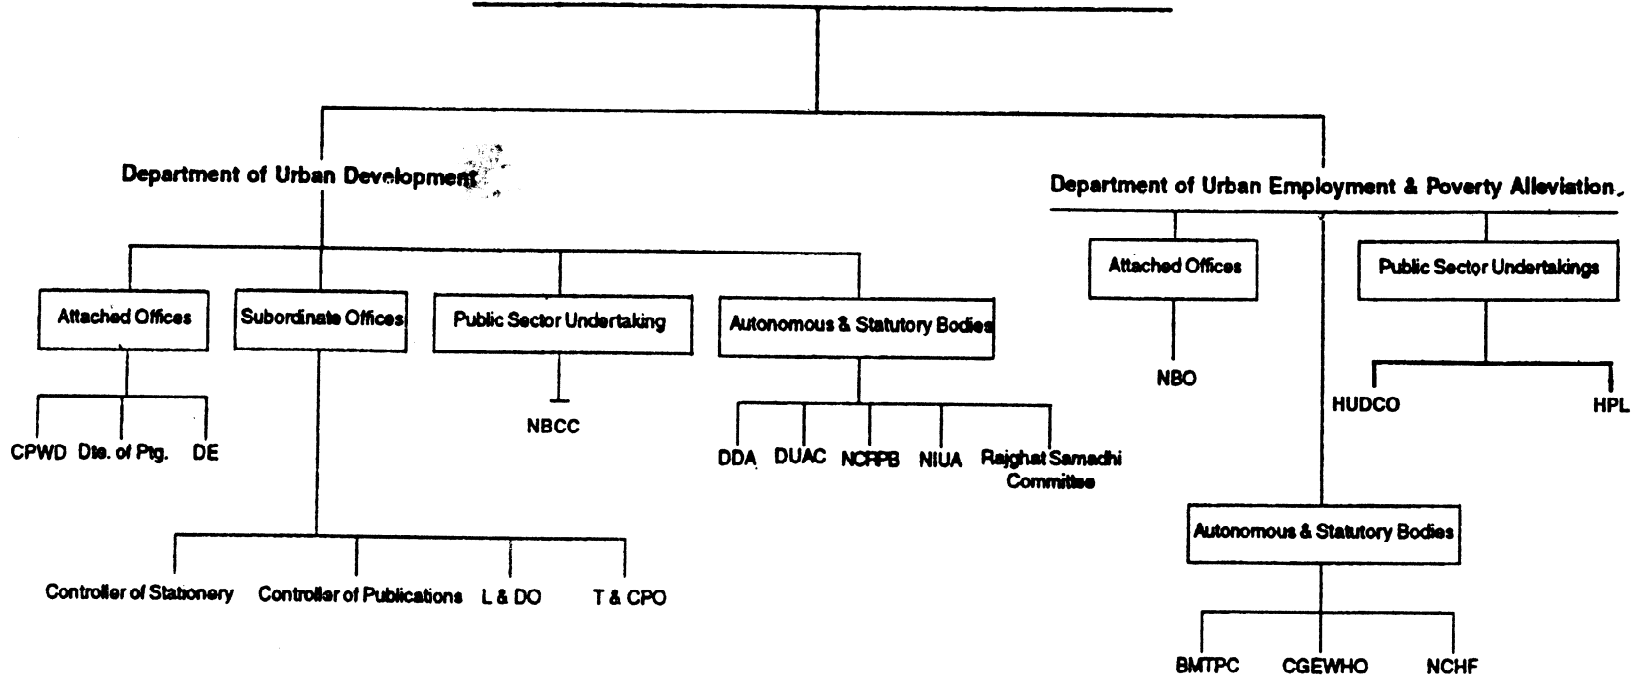 Department of Urban Development
Department of Urban Employment & Poverty Alleviation
Attached Offices
Subordinate Offices
Public Sector Undertaking
Autonomous & Statutory Bodies
Attached Offices
Public Sector Undertakings
CPWD
Dte. of Ptg.
DE
NBCC
DDA
DUAC
NCRPB
NIUA
Rajghat Samadhi
Committee
NBO
HUDCO
HPL
Controller of Stationery
Controller of Publications
L & DO
T & CPO
Autonomous & Statutory Bodies
BMTPC
CGEWHO
NCHF